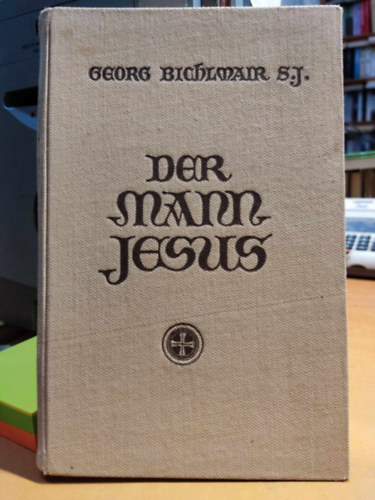 GEORG BICHLMAIR S.J.
DER
MANN
JESUS